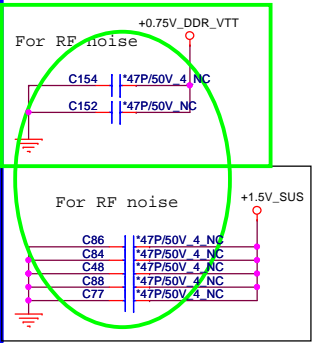 +0.75V_DDR_VTT
For RF noise
C154 *47P/50V_4_NC
C152 *47P/50V_NC
For RF noise
+1.5V_SUS
C86 *47P/50V_4_NC
C84 *47P/50V_4_NC
C48 *47P/50V_4_NC
C88 *47P/50V_4_NC
C77 *47P/50V_4_NC